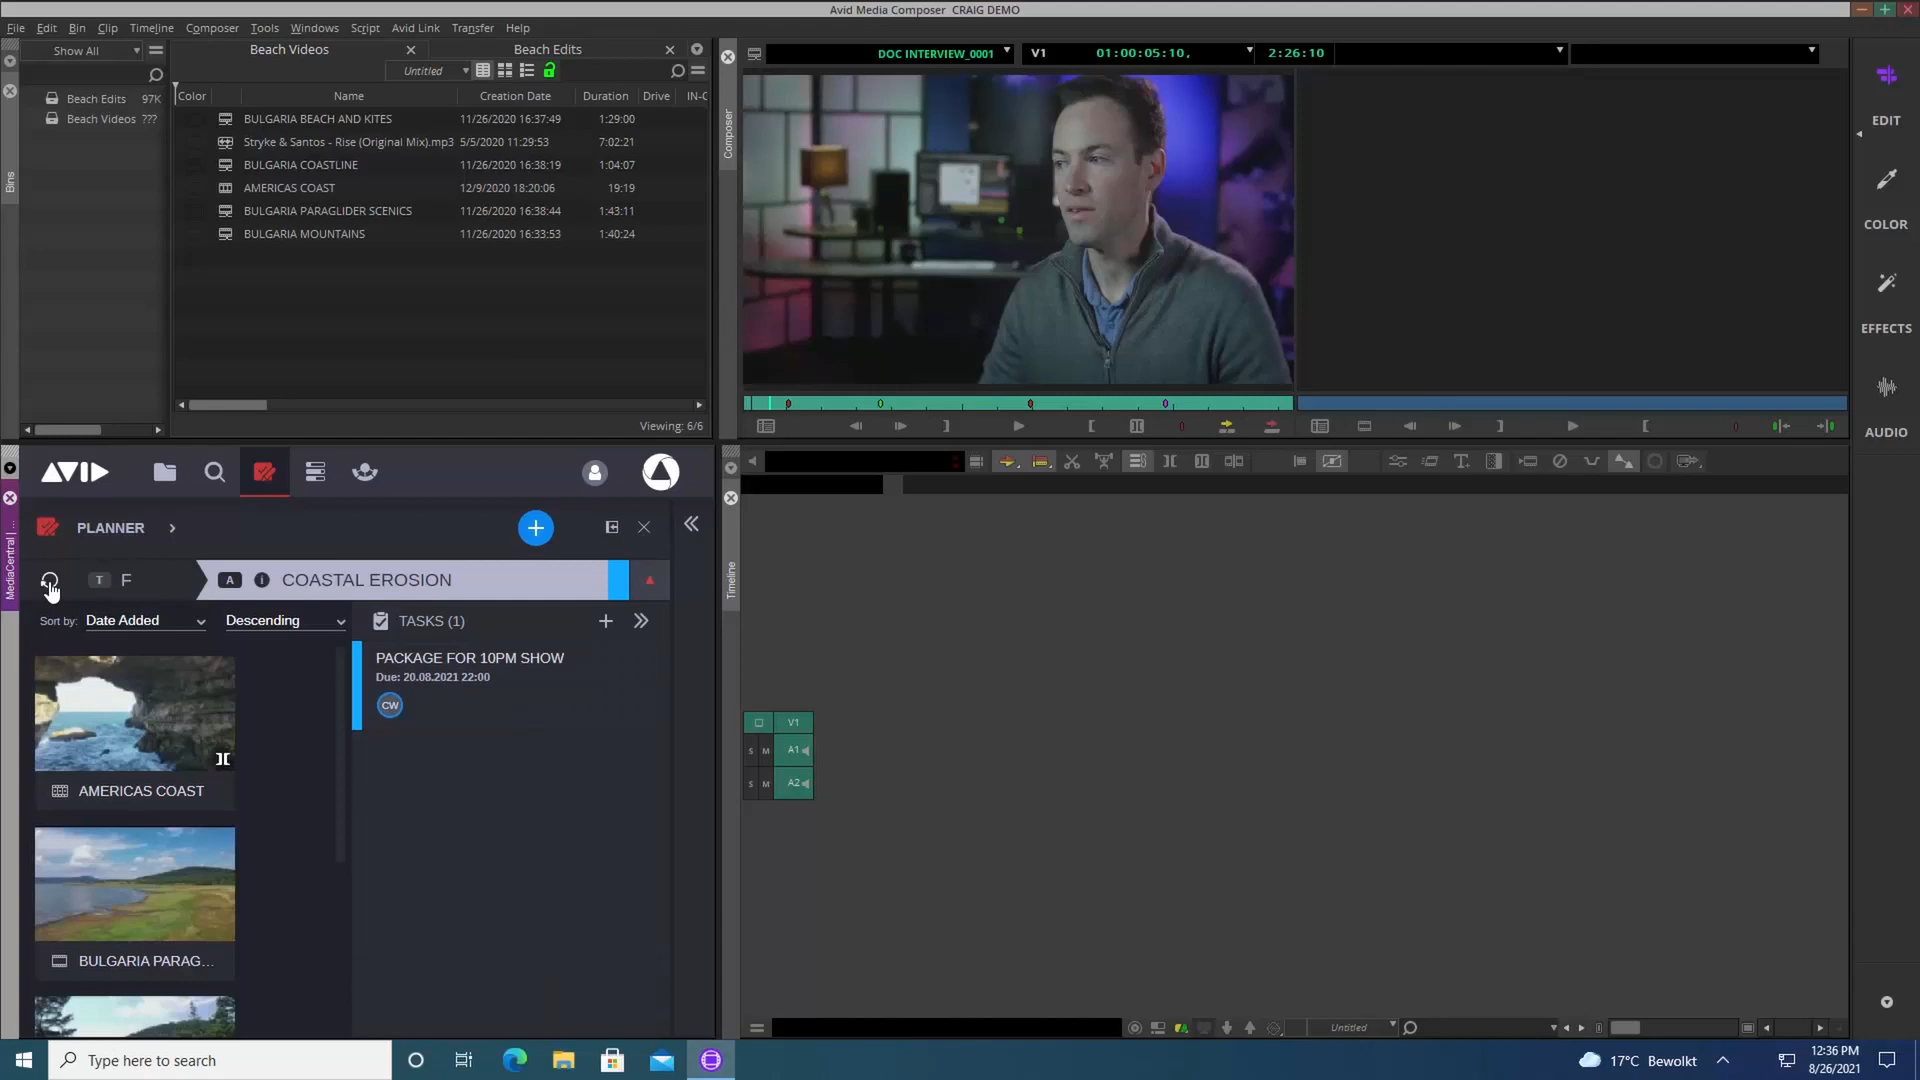 Avid Media Composer CRAIG DEMO
File Edit Bin Clip Timeline Composer Tools Windows Script Avid Link Transfer Help
Show All
Beach Edits 97K
Beach Videos ???
Bins
Beach Videos
Beach Edits
Untitled
Color Name Creation Date Duration Drive IN-C
BULGARIA BEACH AND KITES 11/26/2020 16:37:49 1:29:00
Stryke & Santos - Rise (Original Mix).mp3 5/5/2020 11:29:53 7:02:21
BULGARIA COASTLINE 11/26/2020 16:38:19 1:04:07
AMERICAS COAST 12/9/2020 18:20:06 19:19
BULGARIA PARAGLIDER SCENICS 11/26/2020 16:38:44 1:43:11
BULGARIA MOUNTAINS 11/26/2020 16:33:53 1:40:24
Viewing: 6/6
Composer
DOC INTERVIEW_0001 V1 01:00:05:10, 2:26:10
EDIT
COLOR
EFFECTS
AUDIO
MediaCentral | ...
AVID
PLANNER
T F A i COASTAL EROSION
Sort by: Date Added Descending
TASKS (1)
PACKAGE FOR 10PM SHOW
Due: 20.08.2021 22:00
CW
AMERICAS COAST
BULGARIA PARAG...
Timeline
V1
S M A1
S M A2
Untitled
Type here to search
17°C Bewolkt
12:36 PM
8/26/2021